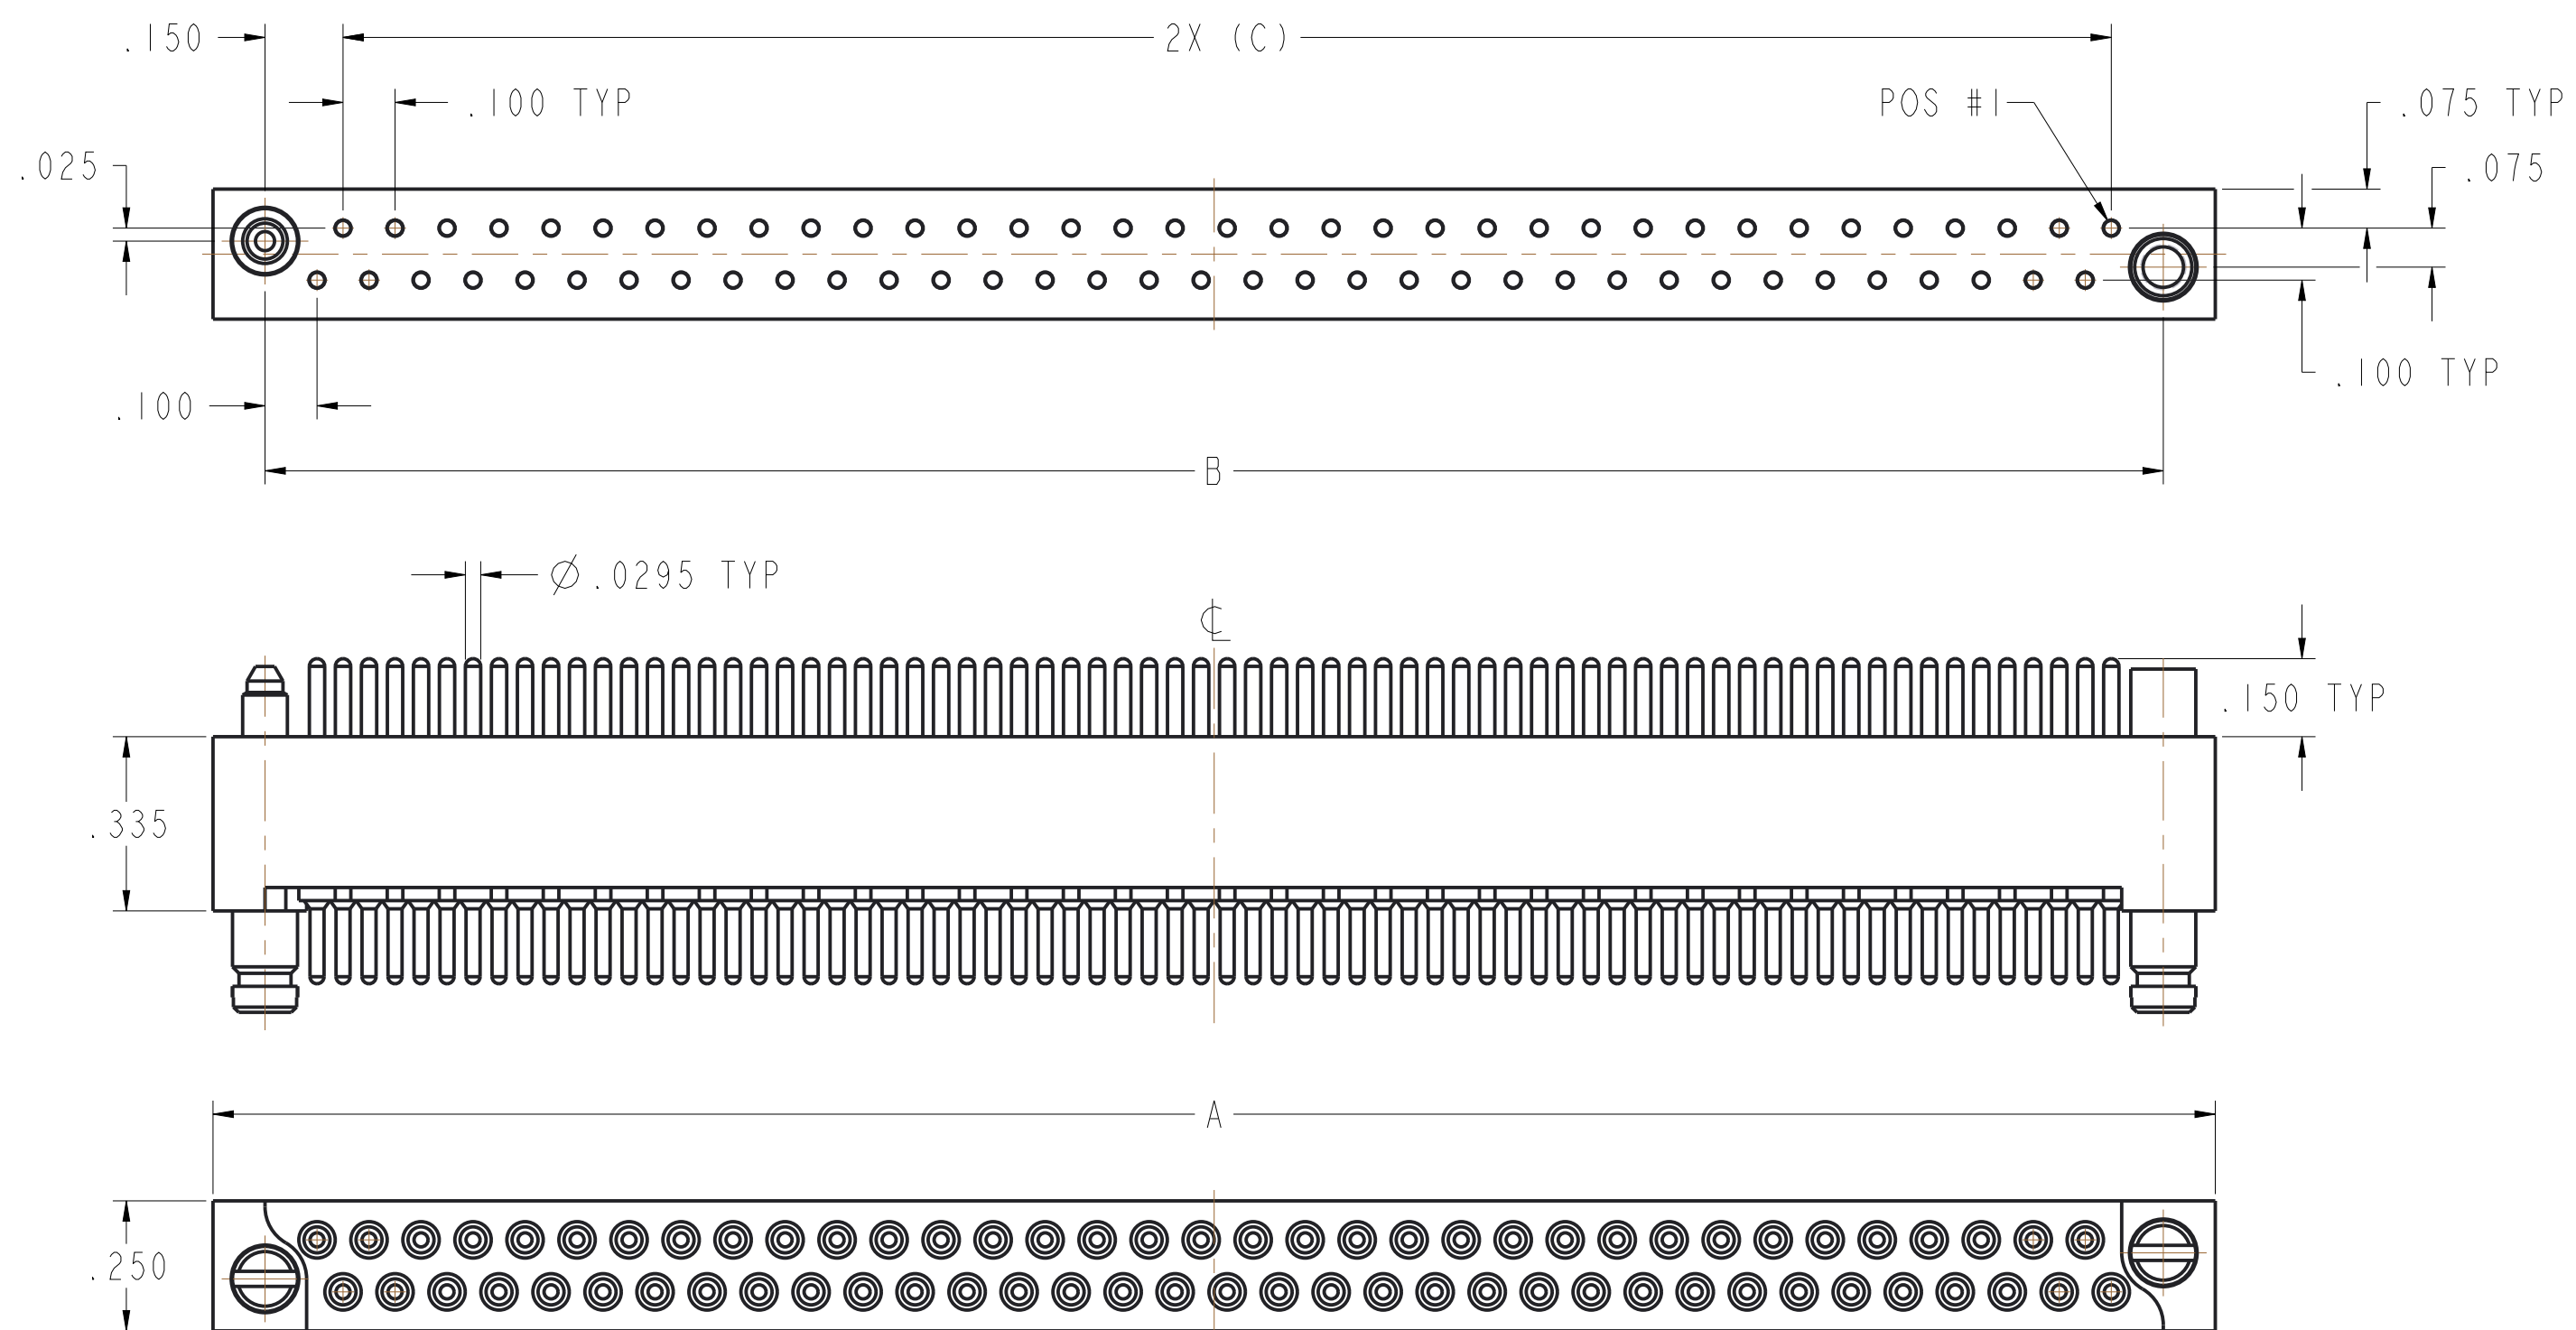 .150
2X (C)
.100 TYP
POS #1
.075 TYP
.025
.075
.100 TYP
.100
B
Ø.0295 TYP
℄
.150 TYP
.335
A
.250